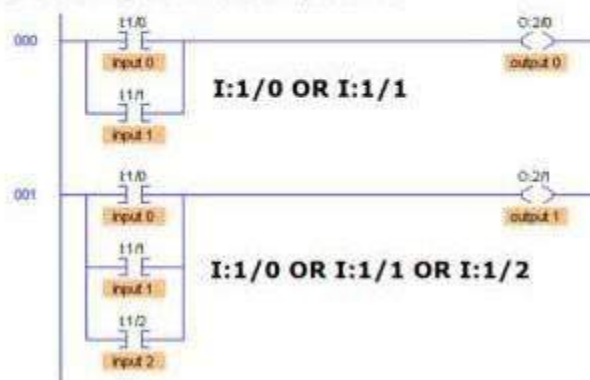 I:1/0 O:2/0
000
input 0 output 0
I:1/0 OR I:1/1
I:1/1
input 1
I:1/0 O:2/1
001
input 0 output 1
I:1/1
I:1/0 OR I:1/1 OR I:1/2
input 1
I:1/2
input 2